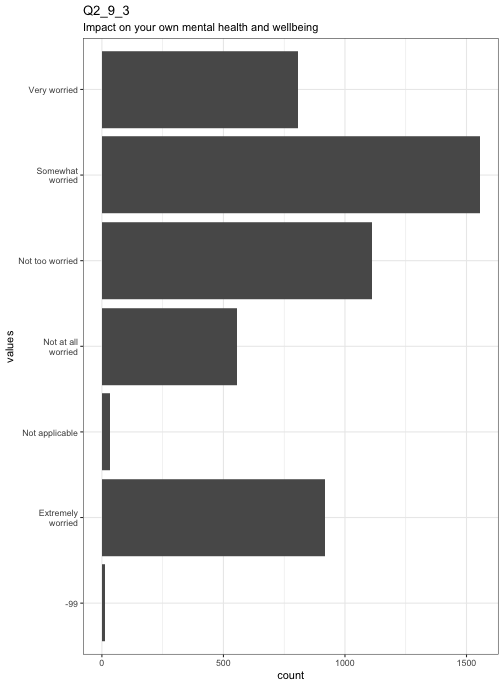 Q2_9_3
Impact on your own mental health and wellbeing
Very worried
Somewhat
worried
Not too worried
Not at all
worried
Not applicable
Extremely
worried
-99
values
0
500
1000
1500
count